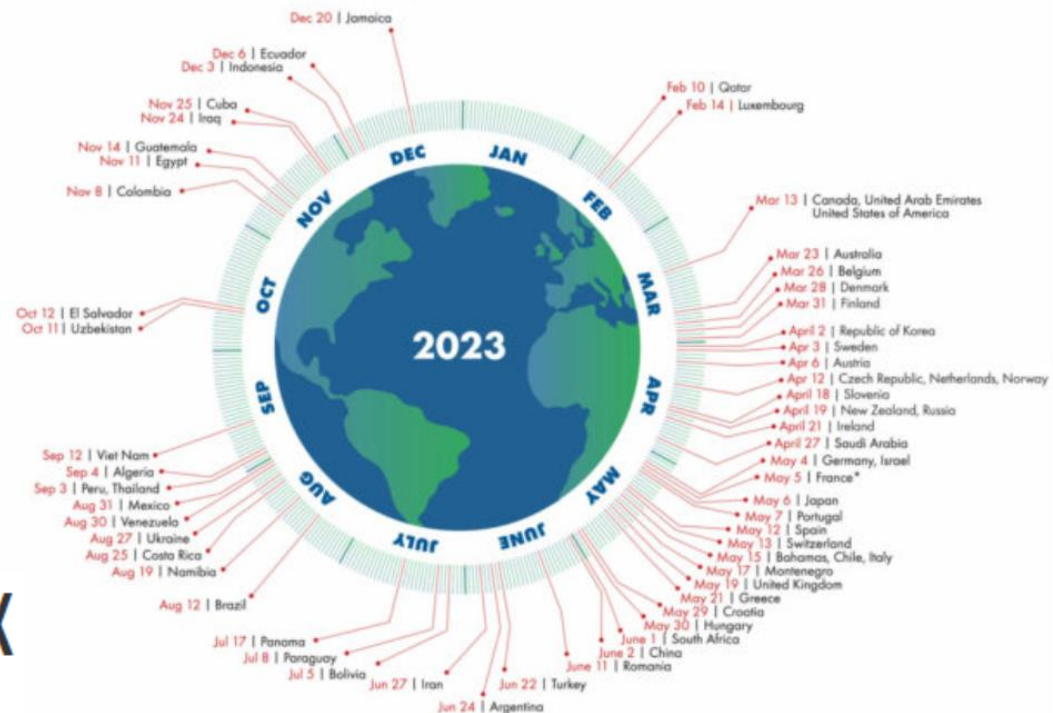 Dec 20 | Jamaica
Dec 6 | Ecuador
Dec 3 | Indonesia
Nov 25 | Cuba
Nov 24 | Iraq
Nov 14 | Guatemala
Nov 11 | Egypt
Nov 8 | Colombia
Oct 12 | El Salvador
Oct 11 | Uzbekistan
Sep 12 | Viet Nam
Sep 4 | Algeria
Sep 3 | Peru, Thailand
Aug 31 | Mexico
Aug 30 | Venezuela
Aug 27 | Ukraine
Aug 25 | Costa Rica
Aug 19 | Namibia
Aug 12 | Brazil
Jul 17 | Panama
Jul 8 | Paraguay
Jul 5 | Bolivia
Jun 27 | Iran
Jun 24 | Argentina
Jun 22 | Turkey
DEC
JAN
FEB
MAR
APR
MAY
JUNE
JULY
AUG
SEP
OCT
NOV
2023
Feb 10 | Qatar
Feb 14 | Luxembourg
Mar 13 | Canada, United Arab Emirates
United States of America
Mar 23 | Australia
Mar 26 | Belgium
Mar 28 | Denmark
Mar 31 | Finland
April 2 | Republic of Korea
Apr 3 | Sweden
Apr 6 | Austria
Apr 12 | Czech Republic, Netherlands, Norway
April 18 | Slovenia
April 19 | New Zealand, Russia
April 21 | Ireland
April 27 | Saudi Arabia
May 4 | Germany, Israel
May 5 | France*
May 6 | Japan
May 7 | Portugal
May 12 | Spain
May 13 | Switzerland
May 15 | Bahamas, Chile, Italy
May 17 | Montenegro
May 19 | United Kingdom
May 21 | Greece
May 29 | Croatia
May 30 | Hungary
June 1 | South Africa
June 2 | China
June 11 | Romania